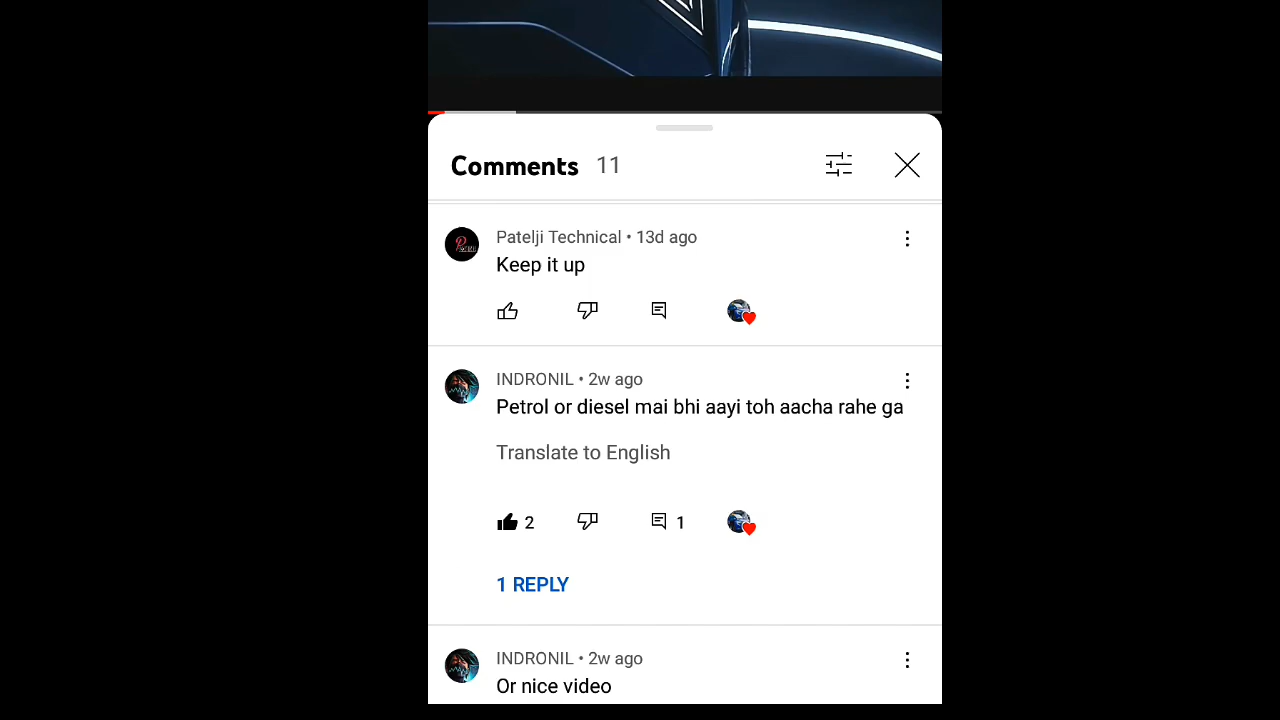 Comments 11
Patelji Technical • 13d ago
Keep it up
INDRONIL • 2w ago
Petrol or diesel mai bhi aayi toh aacha rahe ga
Translate to English
2
1
1 REPLY
INDRONIL • 2w ago
Or nice video